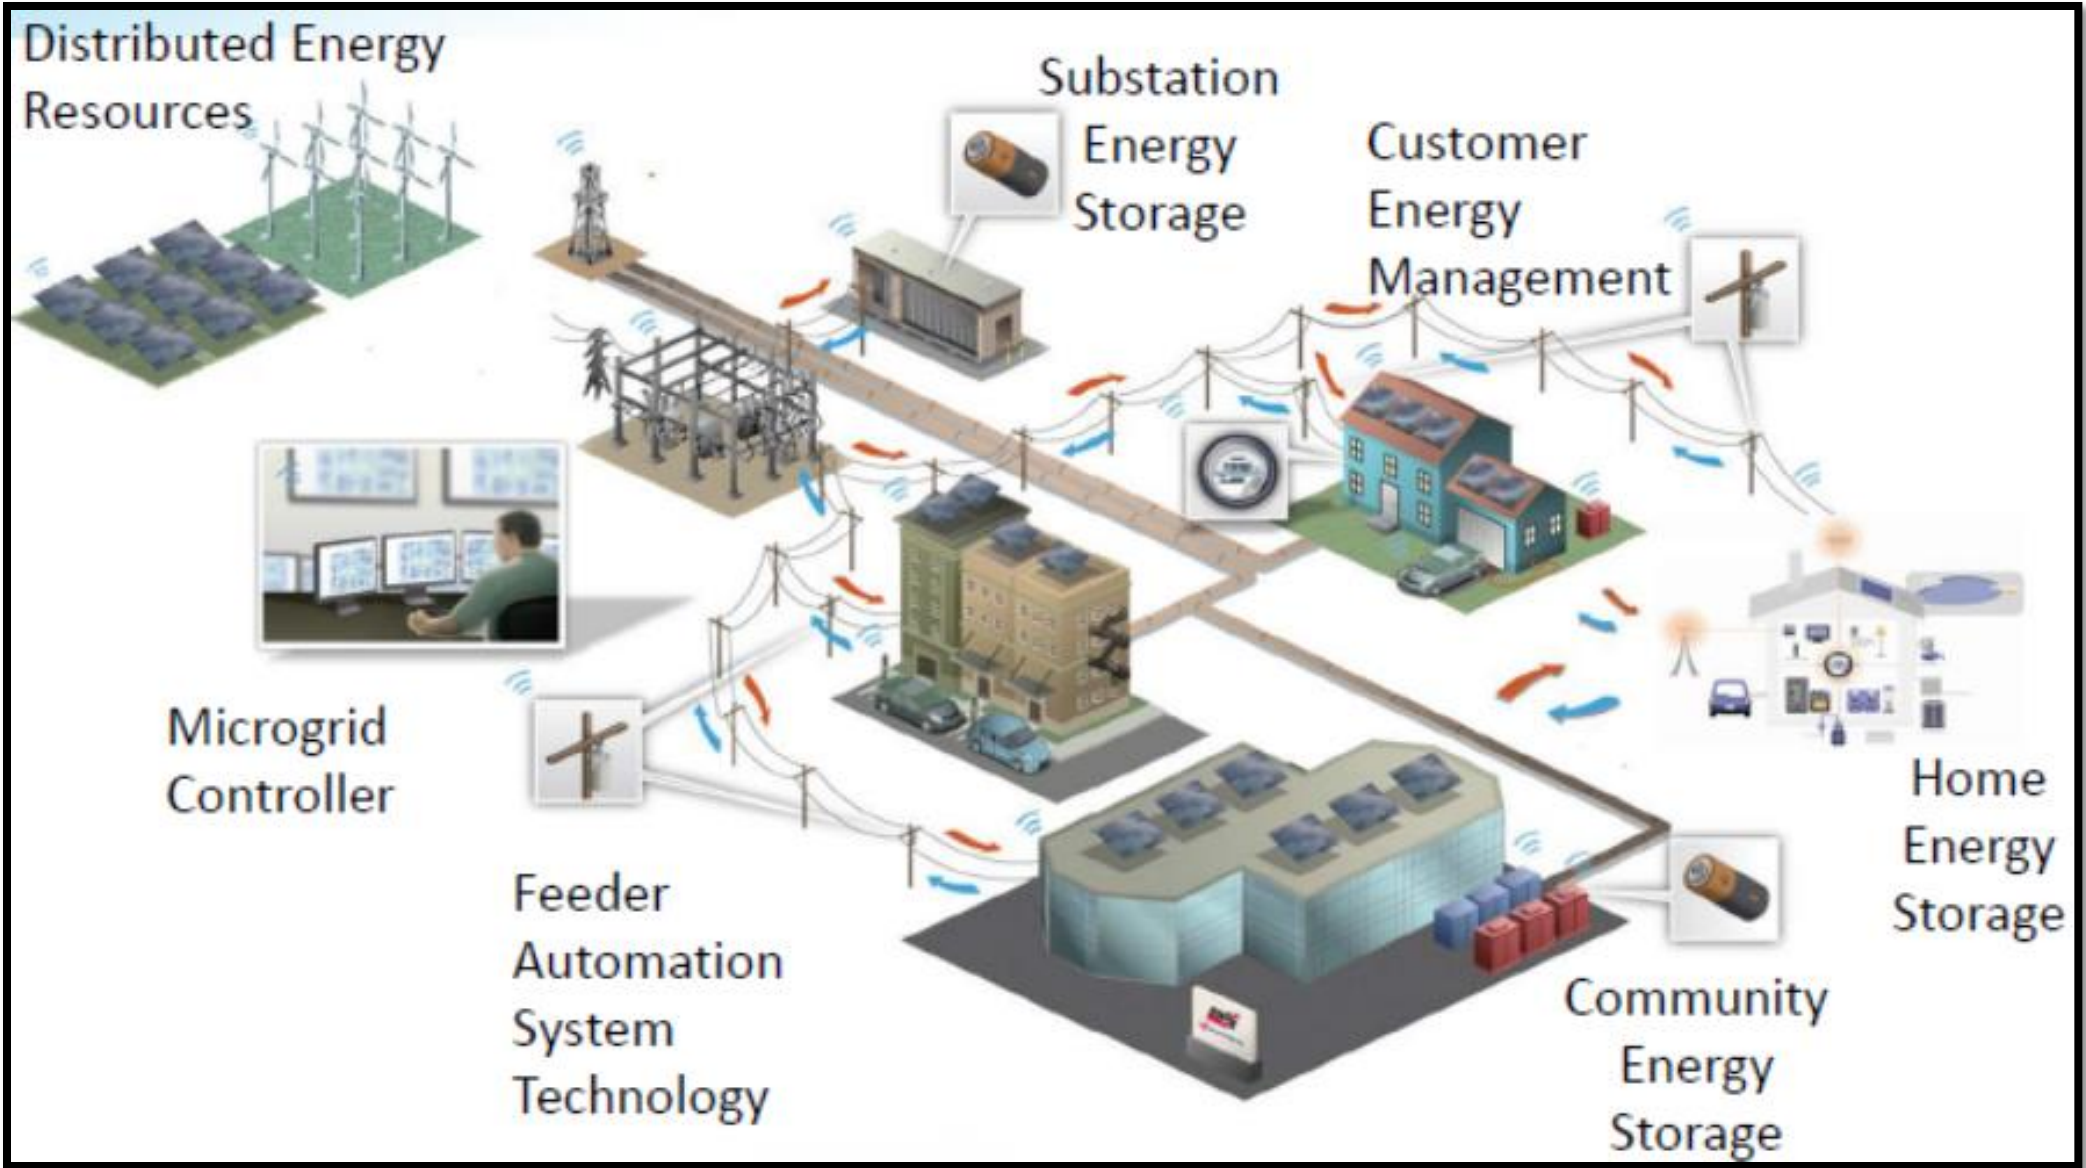 Distributed Energy
Resources
Substation
Energy
Storage
Customer
Energy
Management
Microgrid
Controller
Feeder
Automation
System
Technology
Home
Energy
Storage
Community
Energy
Storage